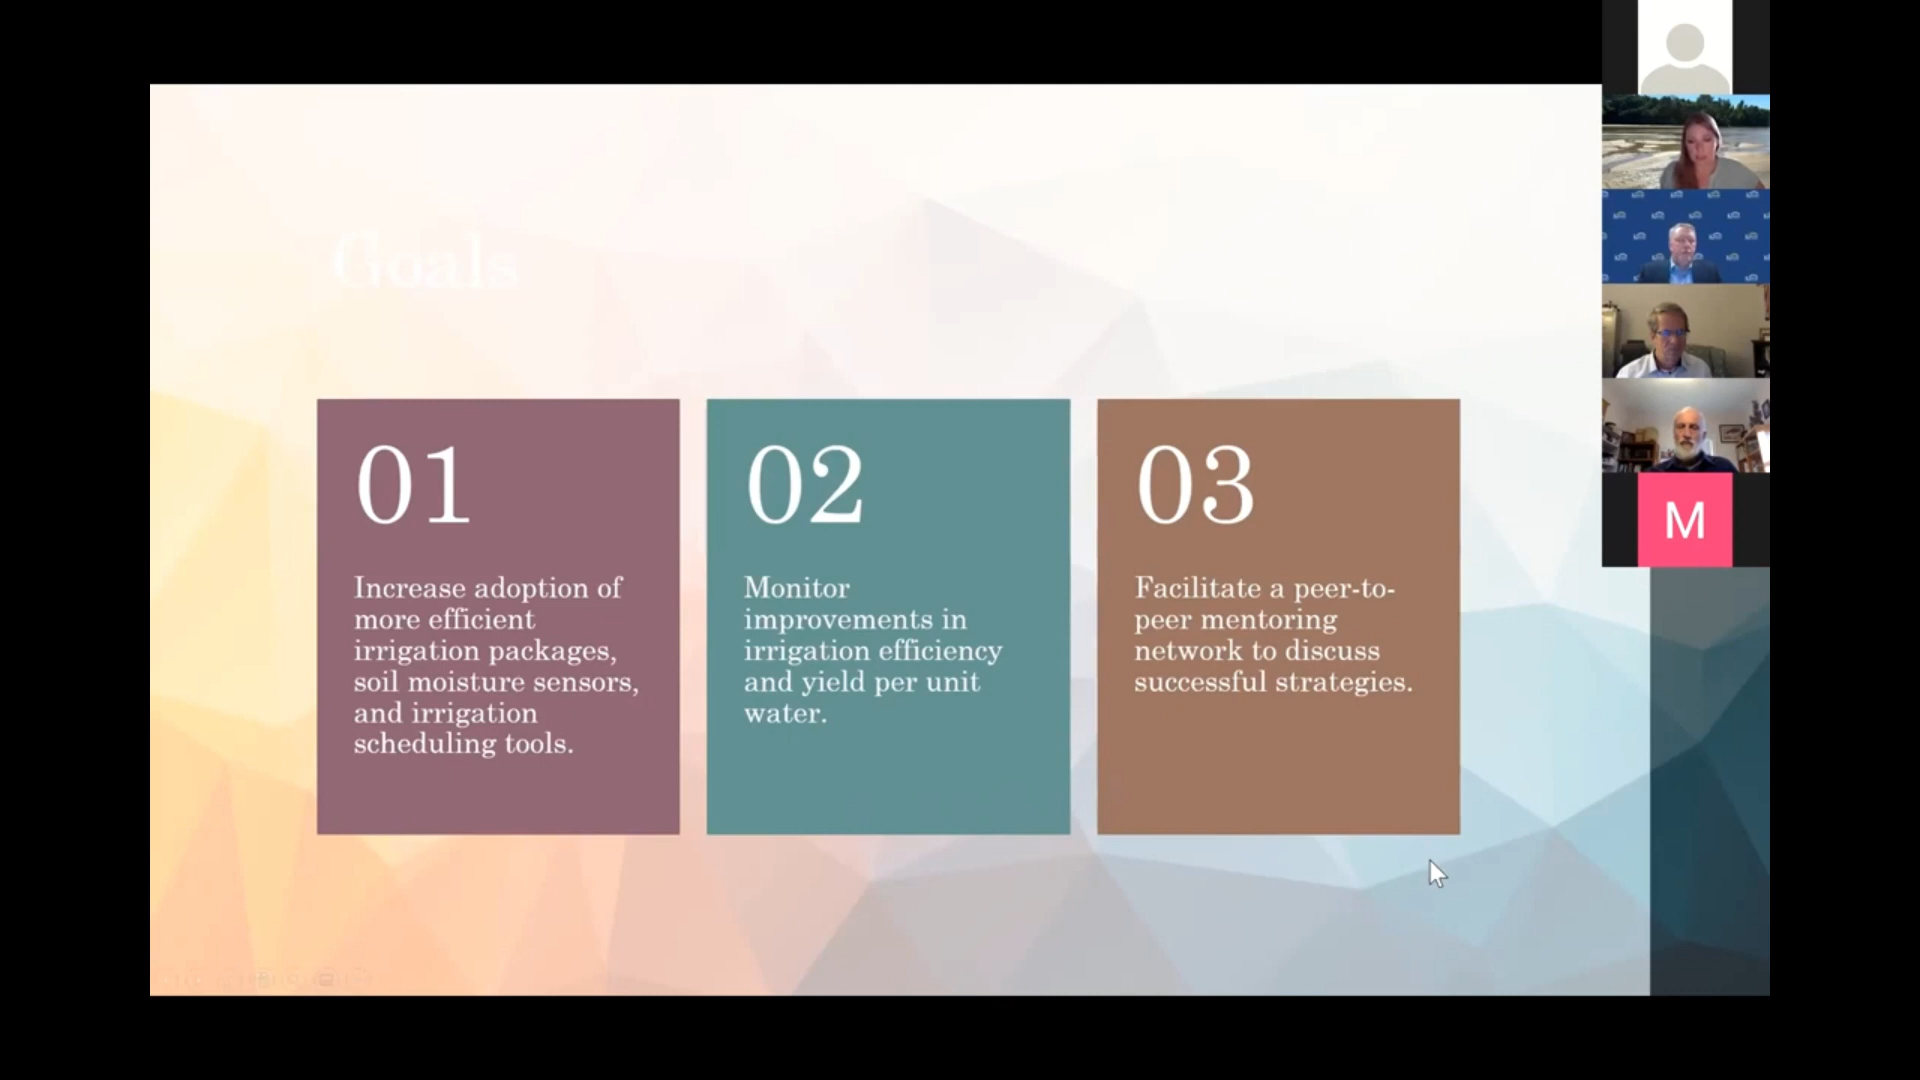 Goals
01
Increase adoption of
more efficient
irrigation packages,
soil moisture sensors,
and irrigation
scheduling tools.
02
Monitor
improvements in
irrigation efficiency
and yield per unit
water.
03
Facilitate a peer-to-
peer mentoring
network to discuss
successful strategies.
M